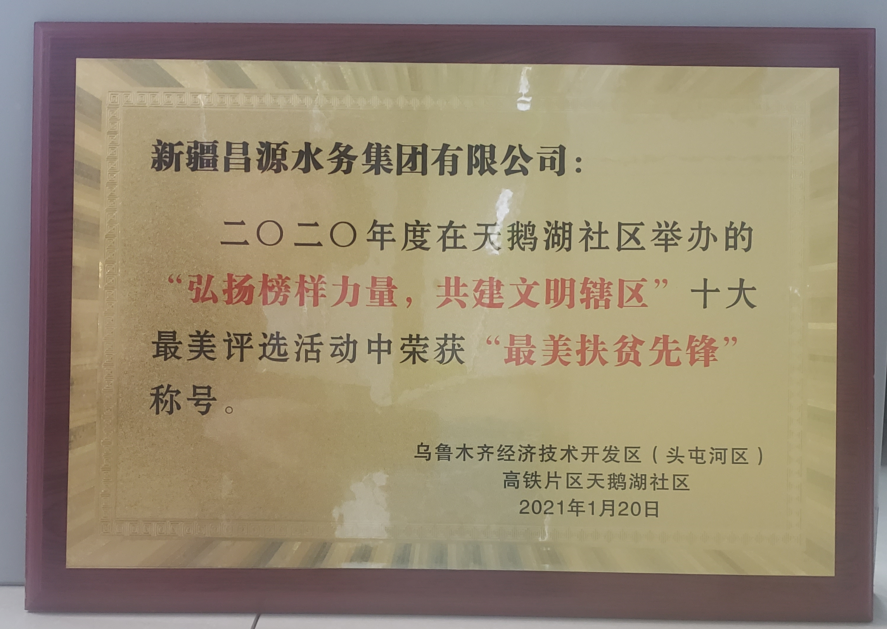 新疆昌源水务集团有限公司：
二〇二〇年度在天鹅湖社区举办的
“弘扬榜样力量，共建文明辖区”十大
最美评选活动中荣获“最美扶贫先锋”
称号。
乌鲁木齐经济技术开发区（头屯河区）
高铁片区天鹅湖社区
2021年1月20日